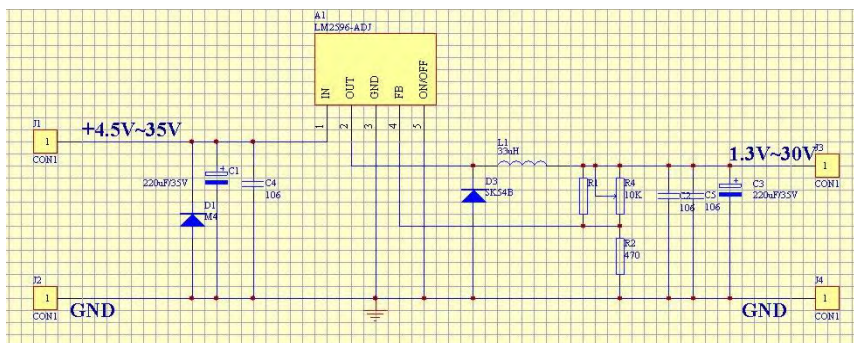 A1
LM2596-ADJ
IN
OUT
GND
FB
ON/OFF
1
2
3
4
5
J1
1
CON1
+4.5V~35V
220uF/35V
C1
+
C4
106
D1
M4
L1
33uH
D3
SK54B
R1
R4
10K
R2
470
C2
106
C5
106
C3
+
220uF/35V
1.3V~30V
J3
1
CON1
J2
1
CON1
GND
GND
J4
1
CON1